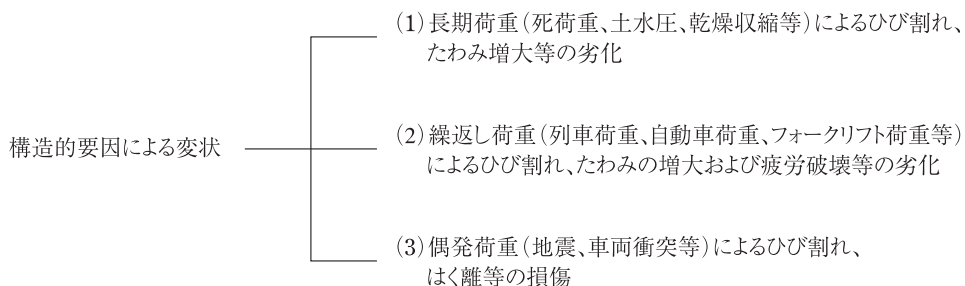 (1)長期荷重(死荷重、土水圧、乾燥収縮等)によるひび割れ、
たわみ増大等の劣化
構造的要因による変状
(2)繰返し荷重(列車荷重、自動車荷重、フォークリフト荷重等)
によるひび割れ、たわみの増大および疲労破壊等の劣化
(3)偶発荷重(地震、車両衝突等)によるひび割れ、
はく離等の損傷